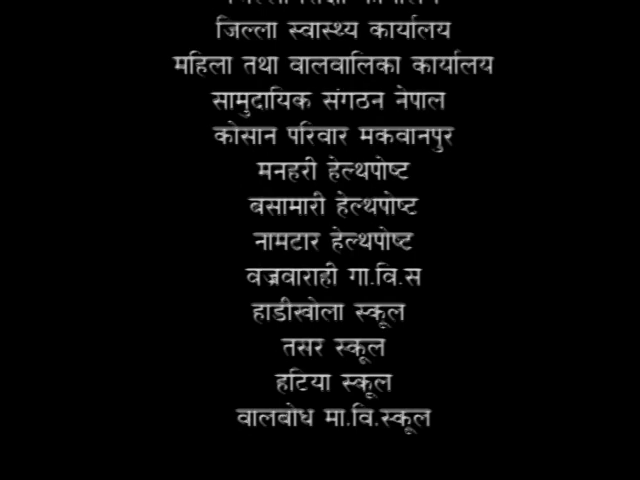 जिल्ला स्वास्थ्य कार्यालय
महिला तथा वालवालिका कार्यालय
सामुदायिक संगठन नेपाल
कोसान परिवार मकवानपुर
मनहरी हेल्थपोष्ट
बसामारी हेल्थपोष्ट
नामटार हेल्थपोष्ट
वज्रवाराही गा.वि.स
हाडीखोला स्कूल
तसर स्कूल
हटिया स्कूल
वालबोध मा.वि.स्कूल